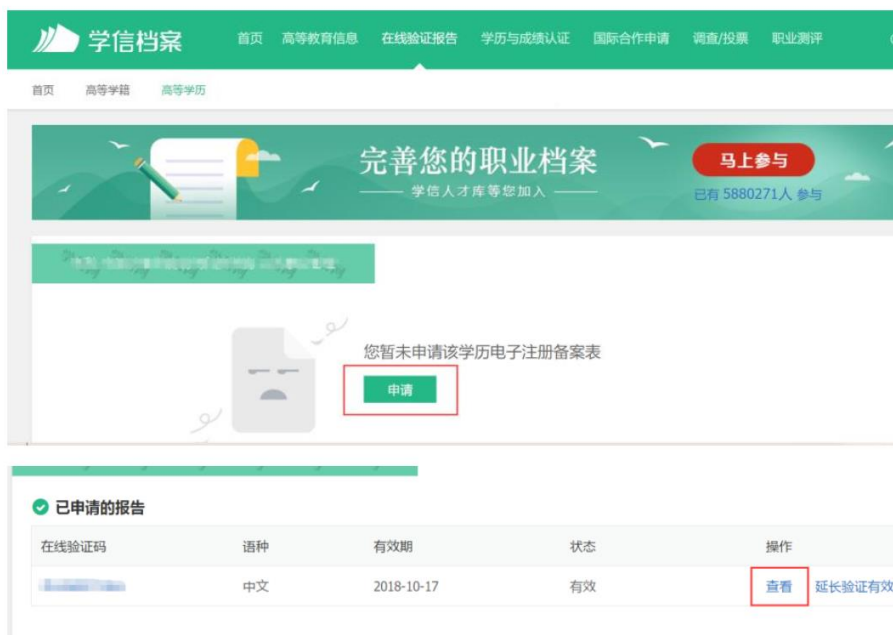 学信档案 首页 高等教育信息 在线验证报告 学历与成绩认证 国际合作申请 调查/投票 职业测评
首页 高等学籍 高等学历
完善您的职业档案
学信人才库等您加入
马上参与
已有 5880271人 参与
您暂未申请该学历电子注册备案表
申请
已申请的报告
在线验证码 语种 有效期 状态 操作
中文 2018-10-17 有效 查看 延长验证有效